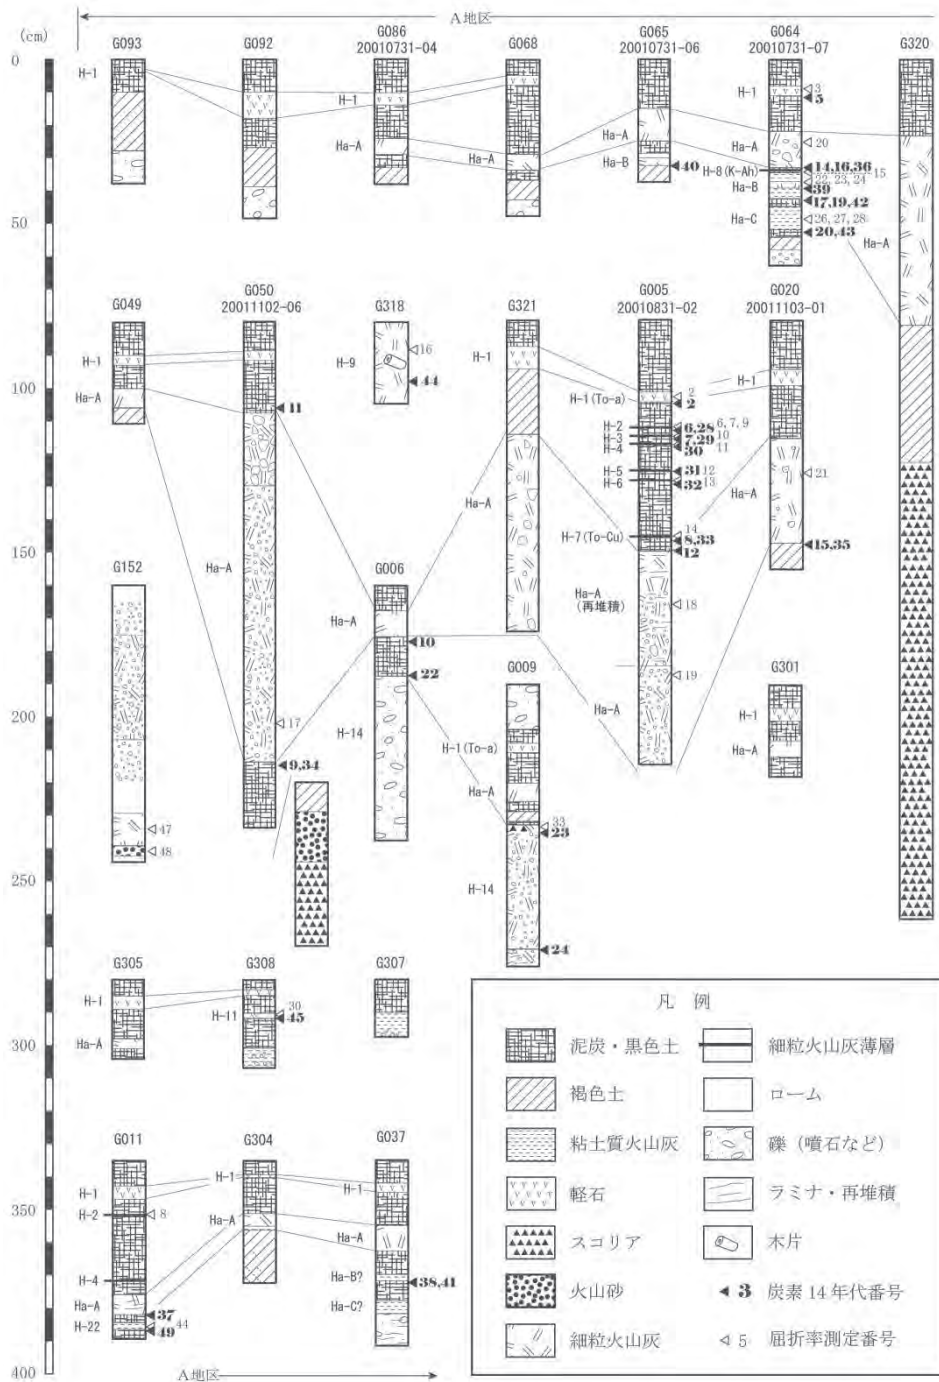 A地区
(cm)
G093
G092
G086
20010731-04
G068
G065
20010731-06
G064
20010731-07
G320
0
H-1
H-1
H-1
3
5
Ha-A
Ha-A
Ha-A
Ha-A
20
Ha-B
40
H-8(K-Ah)
14,16,36
15
22, 23, 24
Ha-B
39
17,19,42
Ha-C
26, 27, 28
20,43
Ha-A
50
G049
G050
20011102-06
G318
G321
G005
20010831-02
G020
20011103-01
H-1
Ha-A
11
H-9
16
44
H-1
H-1(To-a)
2
2
H-1
100
H-2
6,28
6, 7, 9
H-3
7,29
10
H-4
30
11
H-5
31
12
H-6
32
13
H-7(To-Cu)
14
8,33
12
Ha-A
Ha-A
21
15,35
150
G152
Ha-A
G006
Ha-A
10
22
H-14
Ha-A
(再堆積)
18
19
Ha-A
G009
H-1(To-a)
Ha-A
33
23
H-14
24
G301
H-1
Ha-A
200
17
9,34
47
48
250
G305
G308
G307
H-1
Ha-A
H-11
30
45
300
G011
G304
G037
H-1
H-2
8
H-4
Ha-A
37
H-22
44
49
H-1
Ha-A
H-1
Ha-A
Ha-B?
38,41
Ha-C?
350
400
A地区
凡 例
泥炭・黒色土
細粒火山灰薄層
褐色土
ローム
粘土質火山灰
礫（噴石など）
軽石
ラミナ・再堆積
スコリア
木片
火山砂
3 炭素14年代番号
細粒火山灰
5 屈折率測定番号